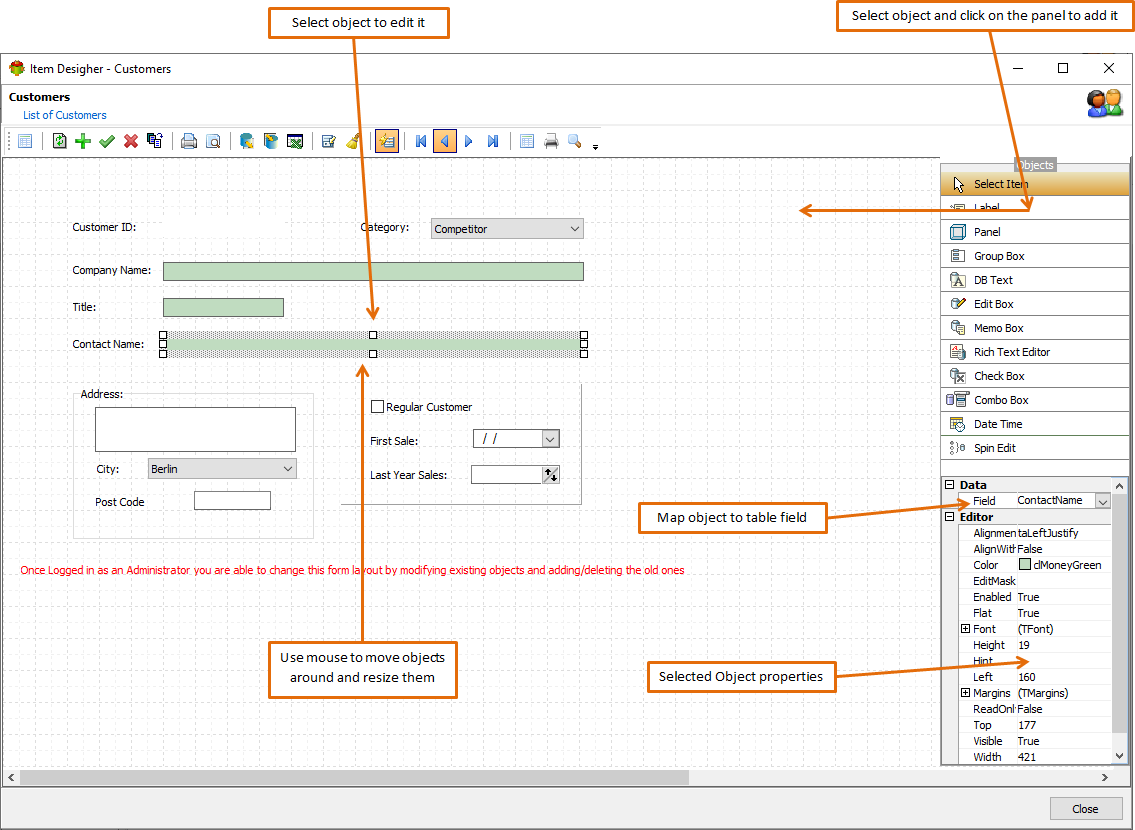 Select object to edit it
Select object and click on the panel to add it
Item Desigher - Customers
Customers
List of Customers
Objects
Select Item
Label
Panel
Group Box
DB Text
Edit Box
Memo Box
Rich Text Editor
Check Box
Combo Box
Date Time
Spin Edit
Customer ID:
Category:
Competitor
Company Name:
Title:
Contact Name:
Address:
City:
Berlin
Post Code
Regular Customer
First Sale:
/ /
Last Year Sales:
Once Logged in as an Administrator you are able to change this form layout by modifying existing objects and adding/deleting the old ones
Use mouse to move objects
around and resize them
Map object to table field
Selected Object properties
Data
Field ContactName
Editor
Alignment taLeftJustify
AlignWith False
Color clMoneyGreen
EditMask
Enabled True
Flat True
Font (TFont)
Height 19
Hint
Left 160
Margins (TMargins)
ReadOnl False
Top 177
Visible True
Width 421
Close